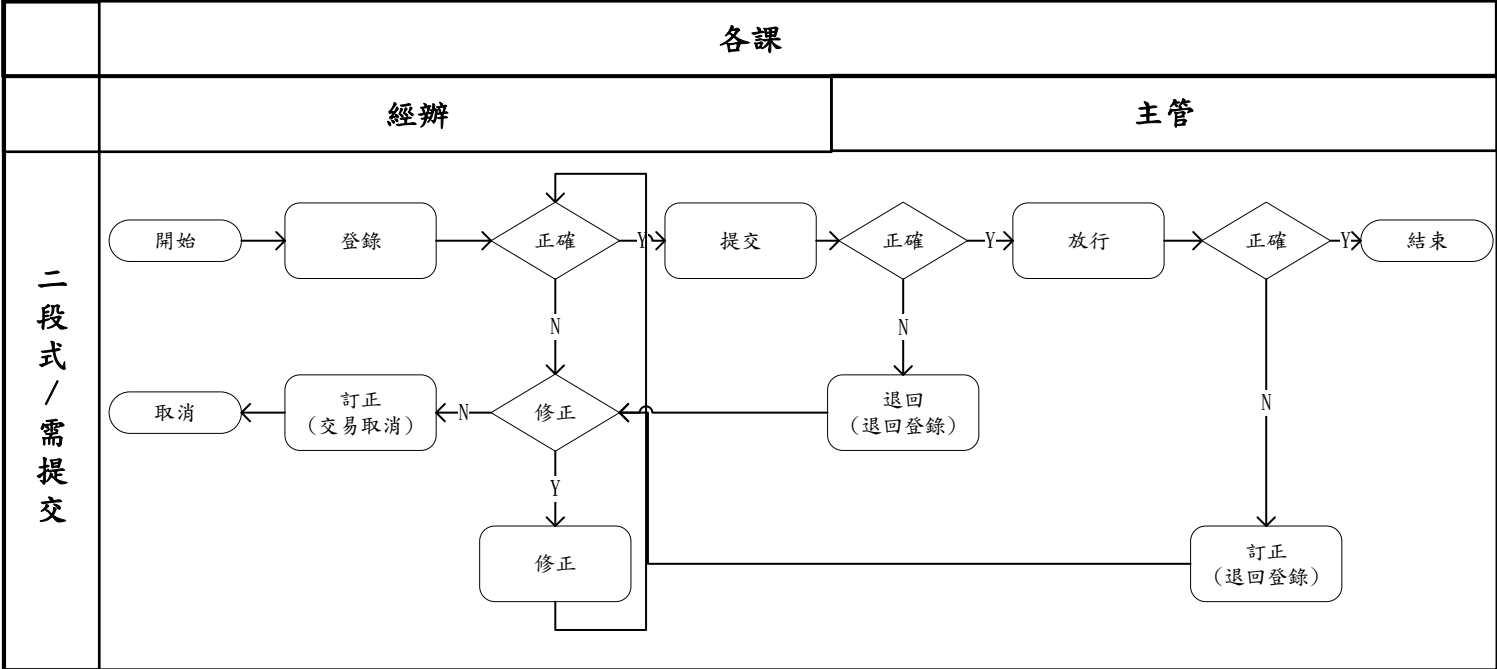 各課
經辦
主管
二段式/需提交
開始
登錄
正確
Y
提交
正確
Y
放行
正確
Y
結束
N
N
N
取消
訂正
(交易取消)
N
修正
退回
(退回登錄)
Y
修正
訂正
(退回登錄)